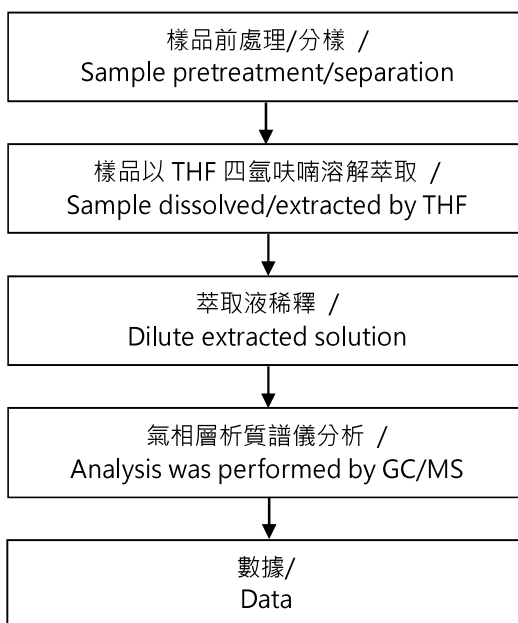 樣品前處理/分樣 /
Sample pretreatment/separation
樣品以 THF 四氫呋喃溶解萃取 /
Sample dissolved/extracted by THF
萃取液稀釋 /
Dilute extracted solution
氣相層析質譜儀分析 /
Analysis was performed by GC/MS
數據/
Data